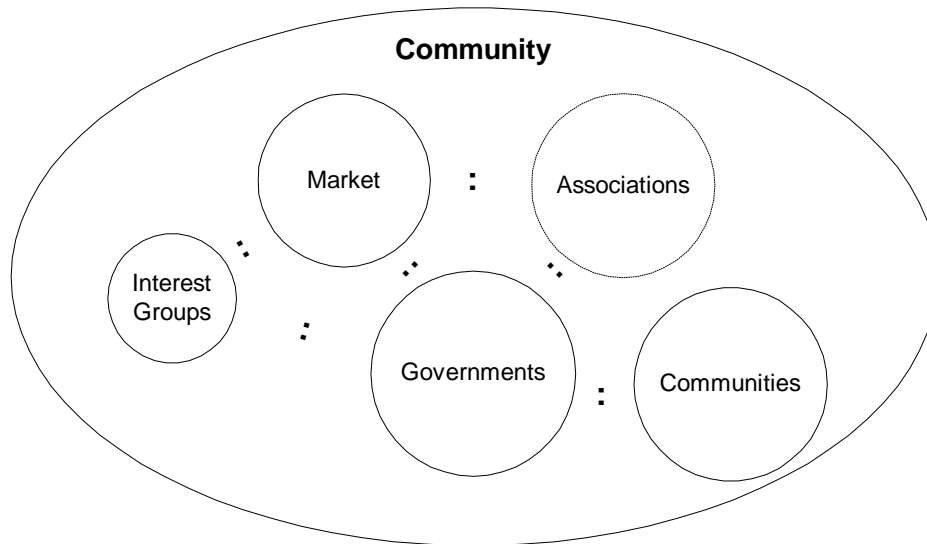 Community
Market
:
Associations
:
:
:
Interest
Groups
:
Governments
:
Communities